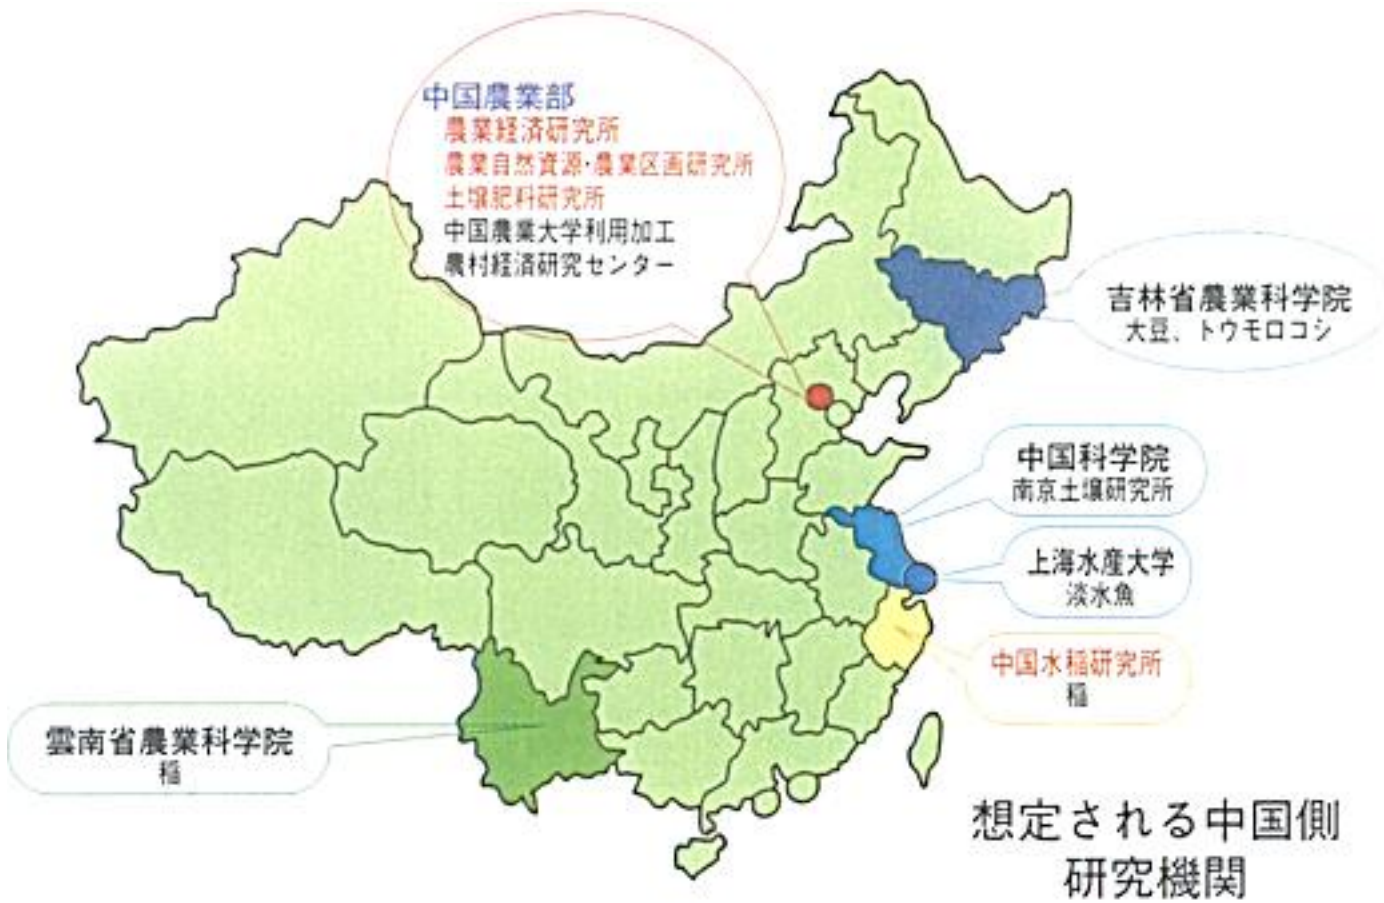 中国農業部
農業経済研究所
農業自然資源・農業区画研究所
土壌肥料研究所
中国農業大学利用加工
農村経済研究センター
吉林省農業科学院
大豆、トウモロコシ
中国科学院
南京土壌研究所
上海水産大学
淡水魚
中国水稲研究所
稲
雲南省農業科学院
稲
想定される中国側
研究機関